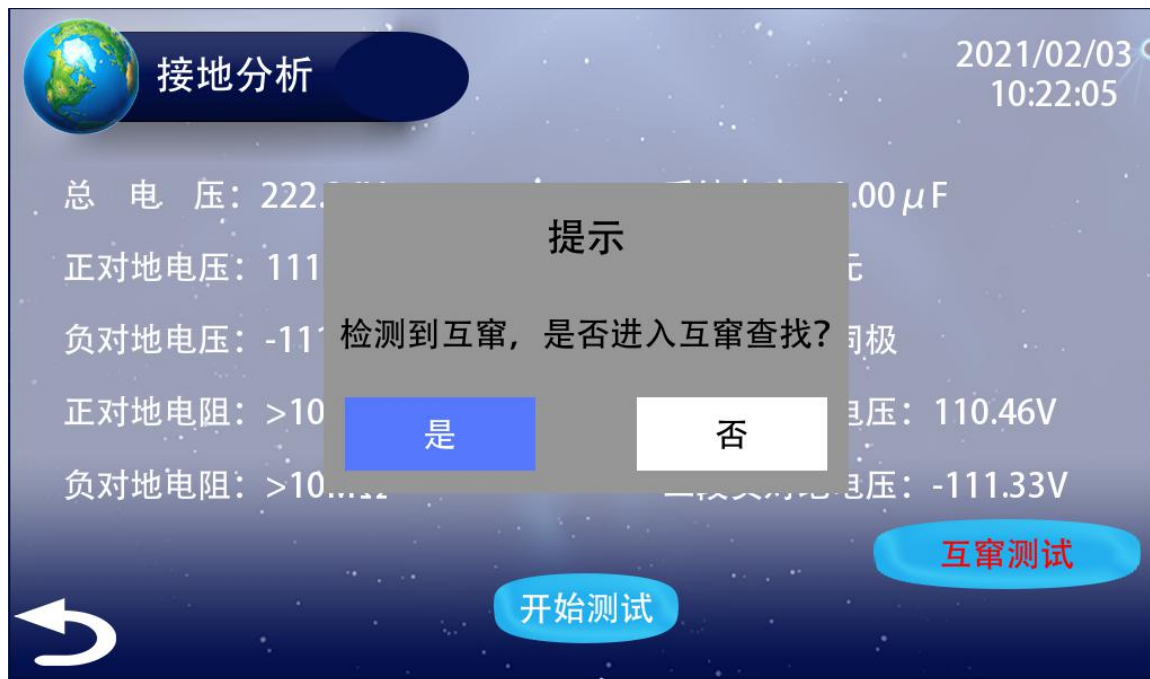 接地分析
2021/02/03
10:22:05
总 电 压：222.
.00μF
正对地电压：111
负对地电压：-11
同极
正对地电阻：>10
电压：110.46V
负对地电阻：>10MΩ
电压：-111.33V
提示
检测到互窜，是否进入互窜查找？
是
否
互窜测试
开始测试